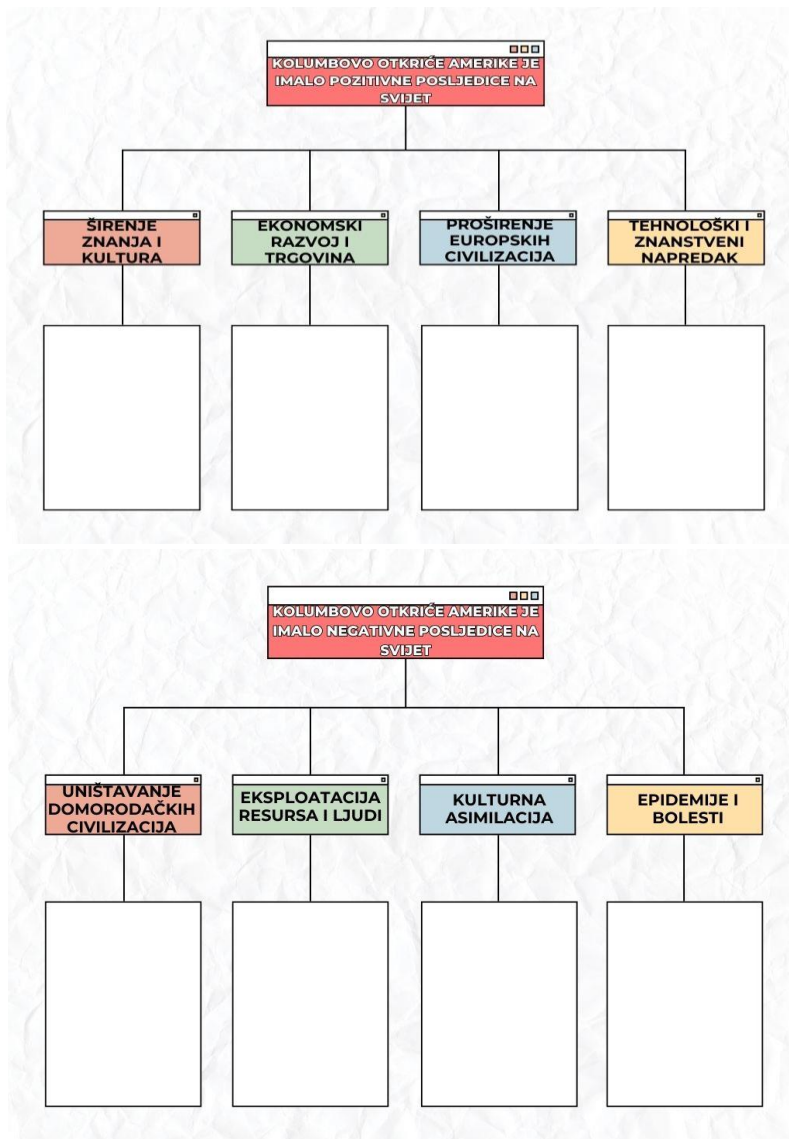 KOLUMBOVO OTKRIĆE AMERIKE JE
IMALO POZITIVNE POSLJEDICE NA
SVIJET
ŠIRENJE
ZNANJA I
KULTURA
EKONOMSKI
RAZVOJ I
TRGOVINA
PROŠIRENJE
EUROPSKIH
CIVILIZACIJA
TEHNOLOŠKI I
ZNANSTVENI
NAPREDAK
KOLUMBOVO OTKRIĆE AMERIKE JE
IMALO NEGATIVNE POSLJEDICE NA
SVIJET
UNIŠTAVANJE
DOMORODAČKIH
CIVILIZACIJA
EKSPLOATACIJA
RESURSA I LJUDI
KULTURNA
ASIMILACIJA
EPIDEMIJE I
BOLESTI